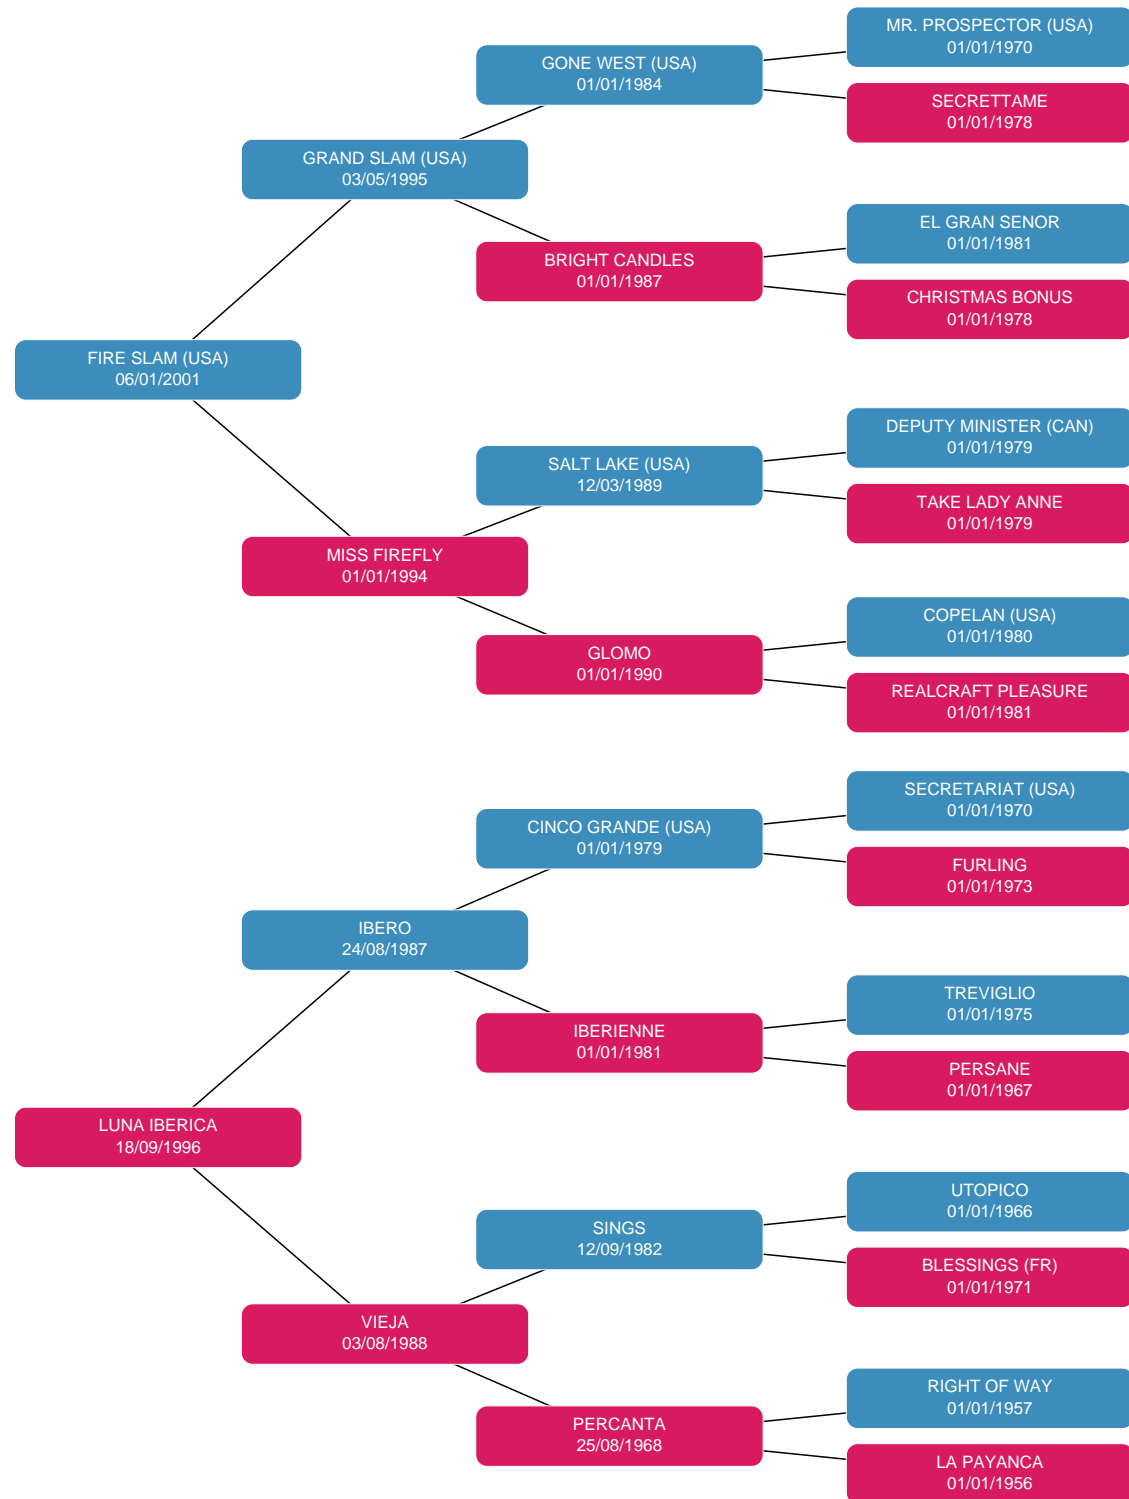 MR. PROSPECTOR (USA)
01/01/1970
GONE WEST (USA)
01/01/1984
SECRETTAME
01/01/1978
GRAND SLAM (USA)
03/05/1995
EL GRAN SENOR
01/01/1981
BRIGHT CANDLES
01/01/1987
CHRISTMAS BONUS
01/01/1978
FIRE SLAM (USA)
06/01/2001
DEPUTY MINISTER (CAN)
01/01/1979
SALT LAKE (USA)
12/03/1989
TAKE LADY ANNE
01/01/1979
MISS FIREFLY
01/01/1994
COPELAN (USA)
01/01/1980
GLOMO
01/01/1990
REALCRAFT PLEASURE
01/01/1981
SECRETARIAT (USA)
01/01/1970
CINCO GRANDE (USA)
01/01/1979
FURLING
01/01/1973
IBERO
24/08/1987
TREVIGLIO
01/01/1975
IBERIENNE
01/01/1981
PERSANE
01/01/1967
LUNA IBERICA
18/09/1996
UTOPICO
01/01/1966
SINGS
12/09/1982
BLESSINGS (FR)
01/01/1971
VIEJA
03/08/1988
RIGHT OF WAY
01/01/1957
PERCANTA
25/08/1968
LA PAYANCA
01/01/1956